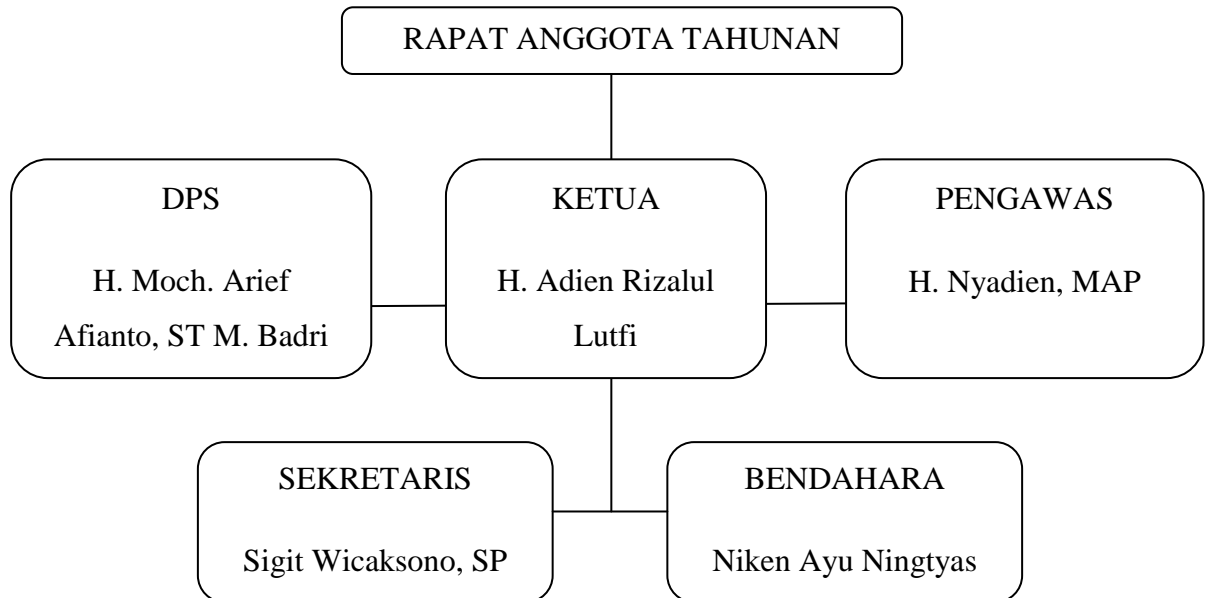 RAPAT ANGGOTA TAHUNAN
DPS
H. Moch. Arief
Afianto, ST M. Badri
KETUA
H. Adien Rizalul
Lutfi
PENGAWAS
H. Nyadien, MAP
SEKRETARIS
Sigit Wicaksono, SP
BENDAHARA
Niken Ayu Ningtyas